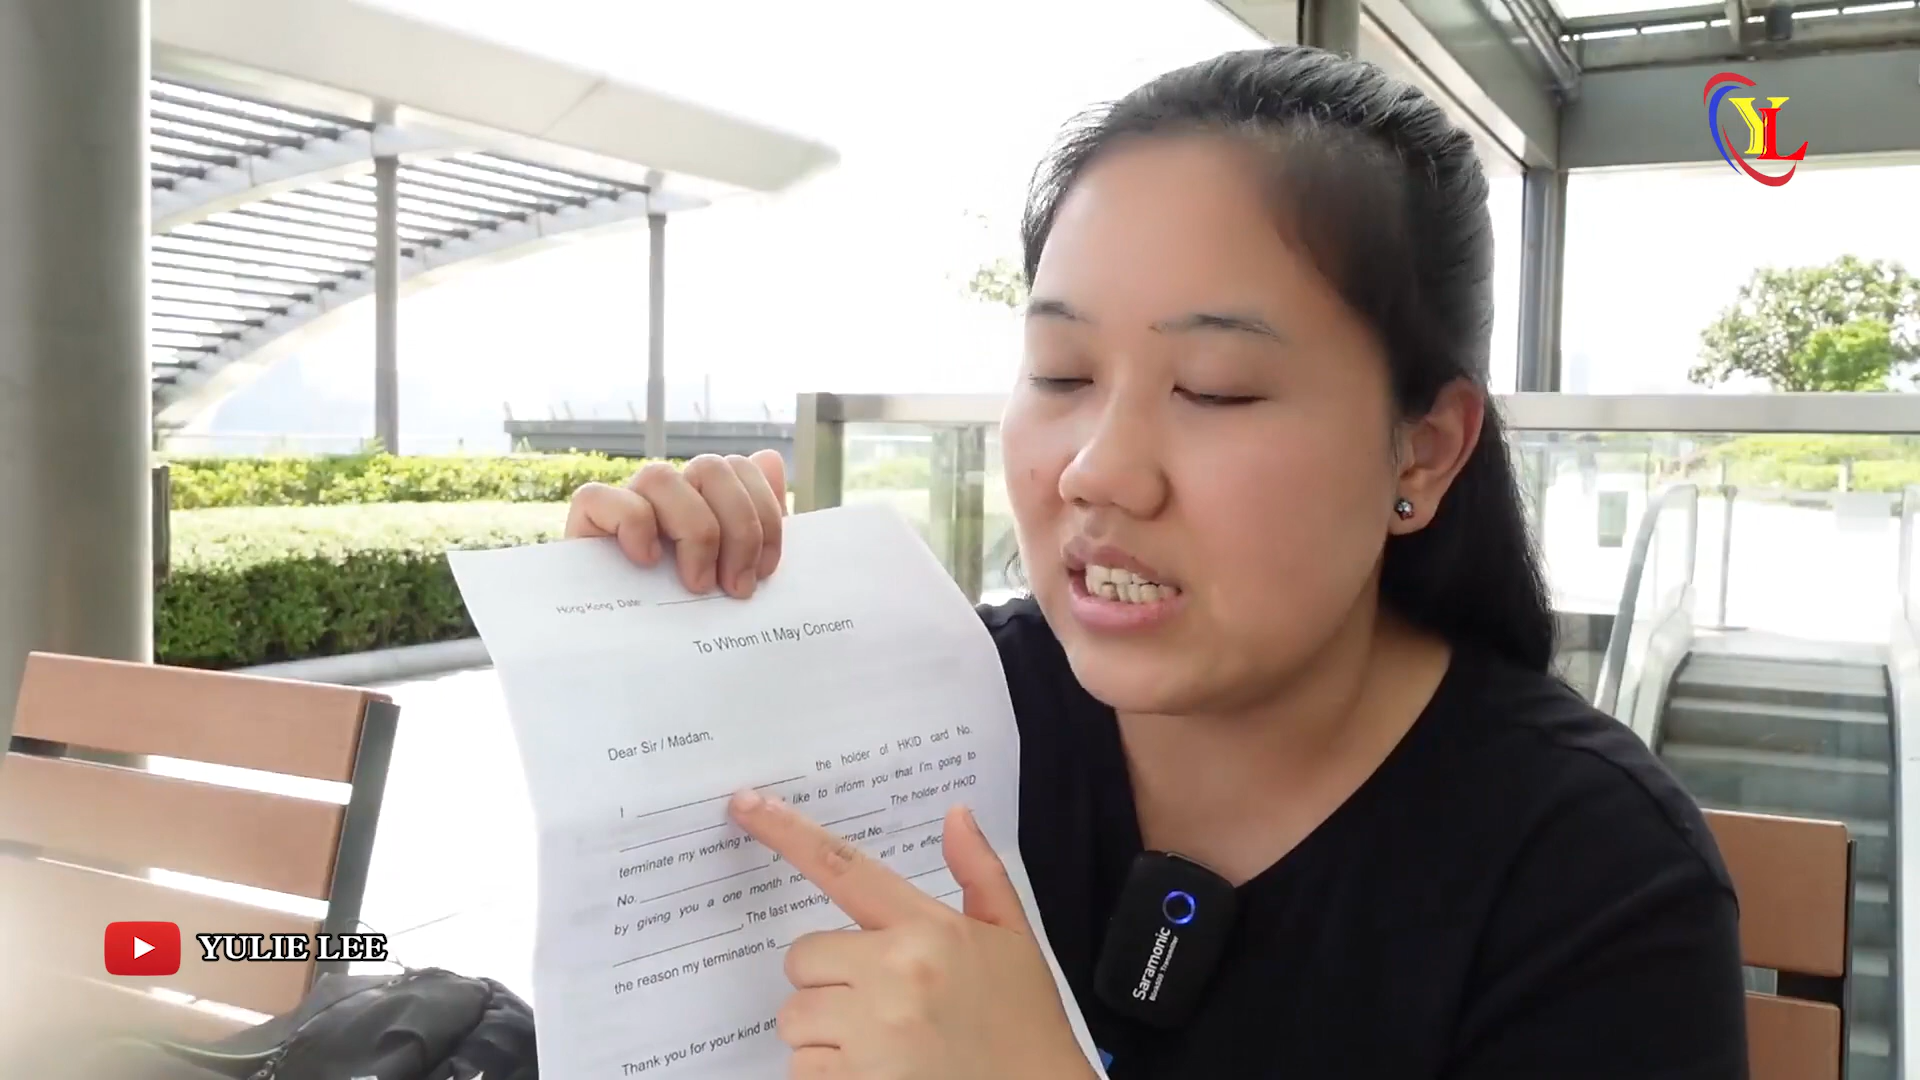 YL
Hong Kong, Date:
To Whom It May Concern
Dear Sir / Madam,
I the holder of HKID card No.
like to inform you that I'm going to
terminate my working The holder of HKID
No. No.
by giving you a one month will be
The last working
the reason my termination is
Thank you for your kind
Saramonic
YULIE LEE